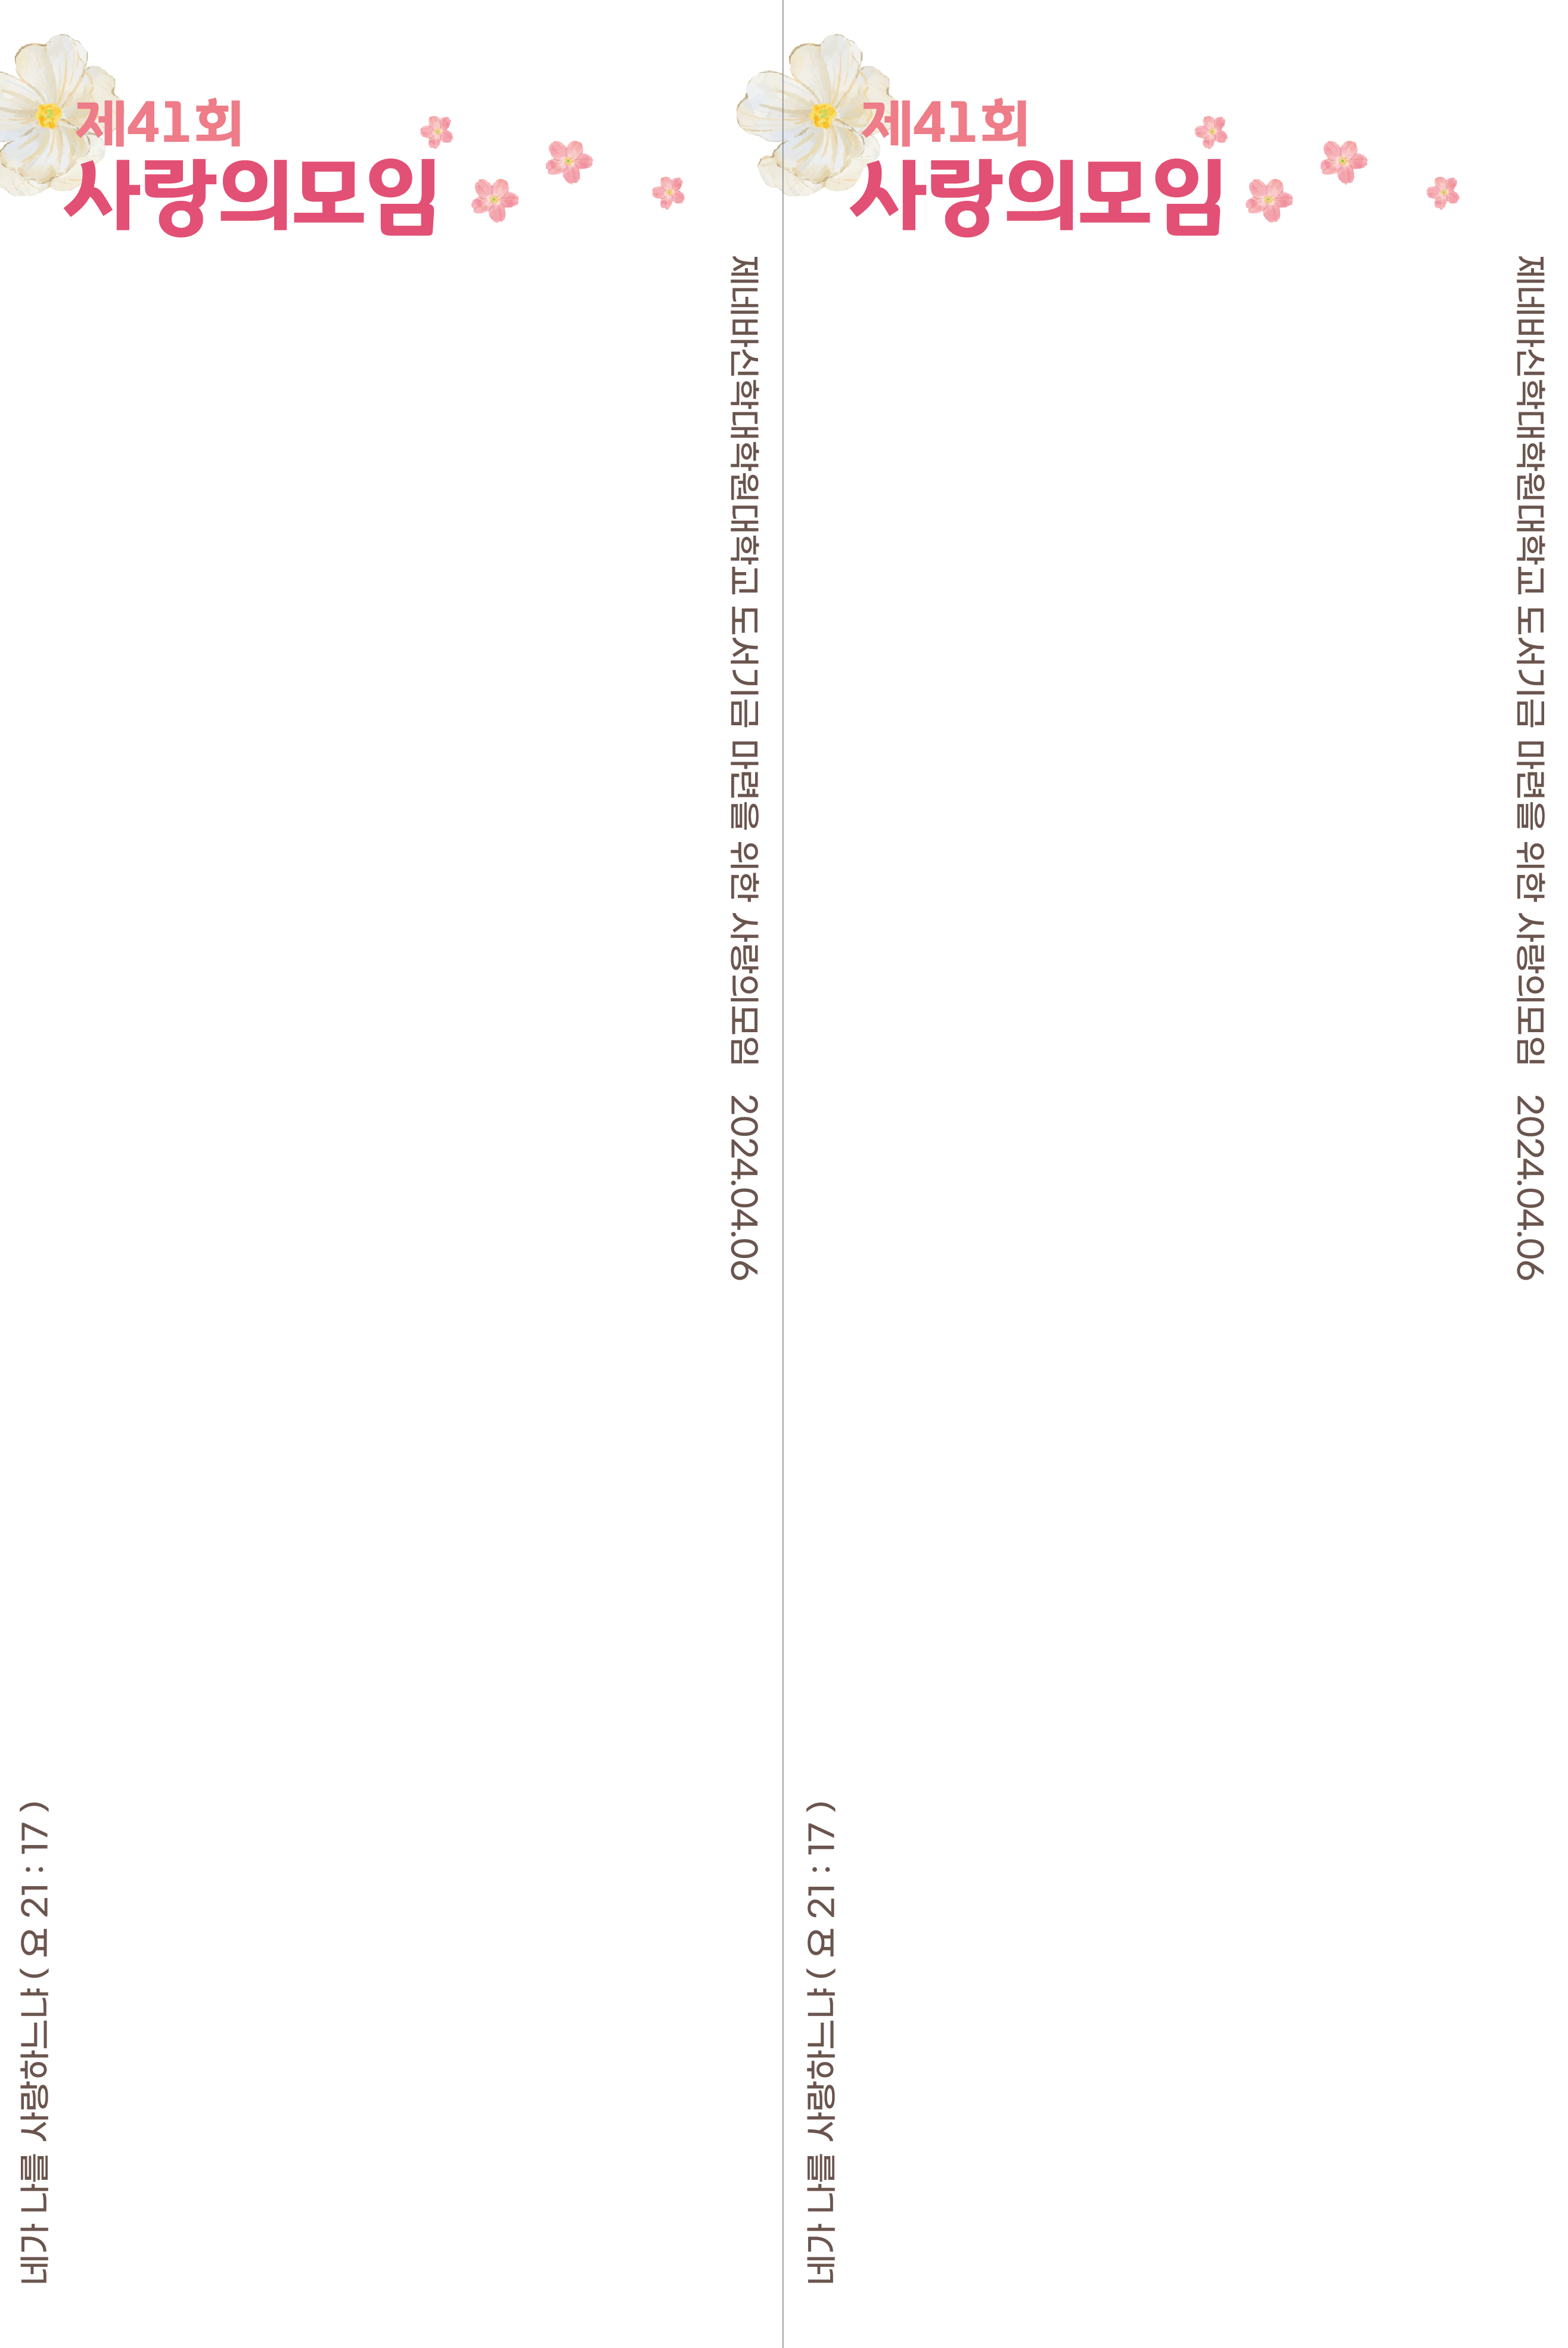 제41회
사랑의모임
제네바신학대학원대학교 도서기금 마련을 위한 사랑의모임 2024.04.06
네가 나를 사랑하느냐 ( 요 21 : 17 )
제41회
사랑의모임
제네바신학대학원대학교 도서기금 마련을 위한 사랑의모임 2024.04.06
네가 나를 사랑하느냐 ( 요 21 : 17 )